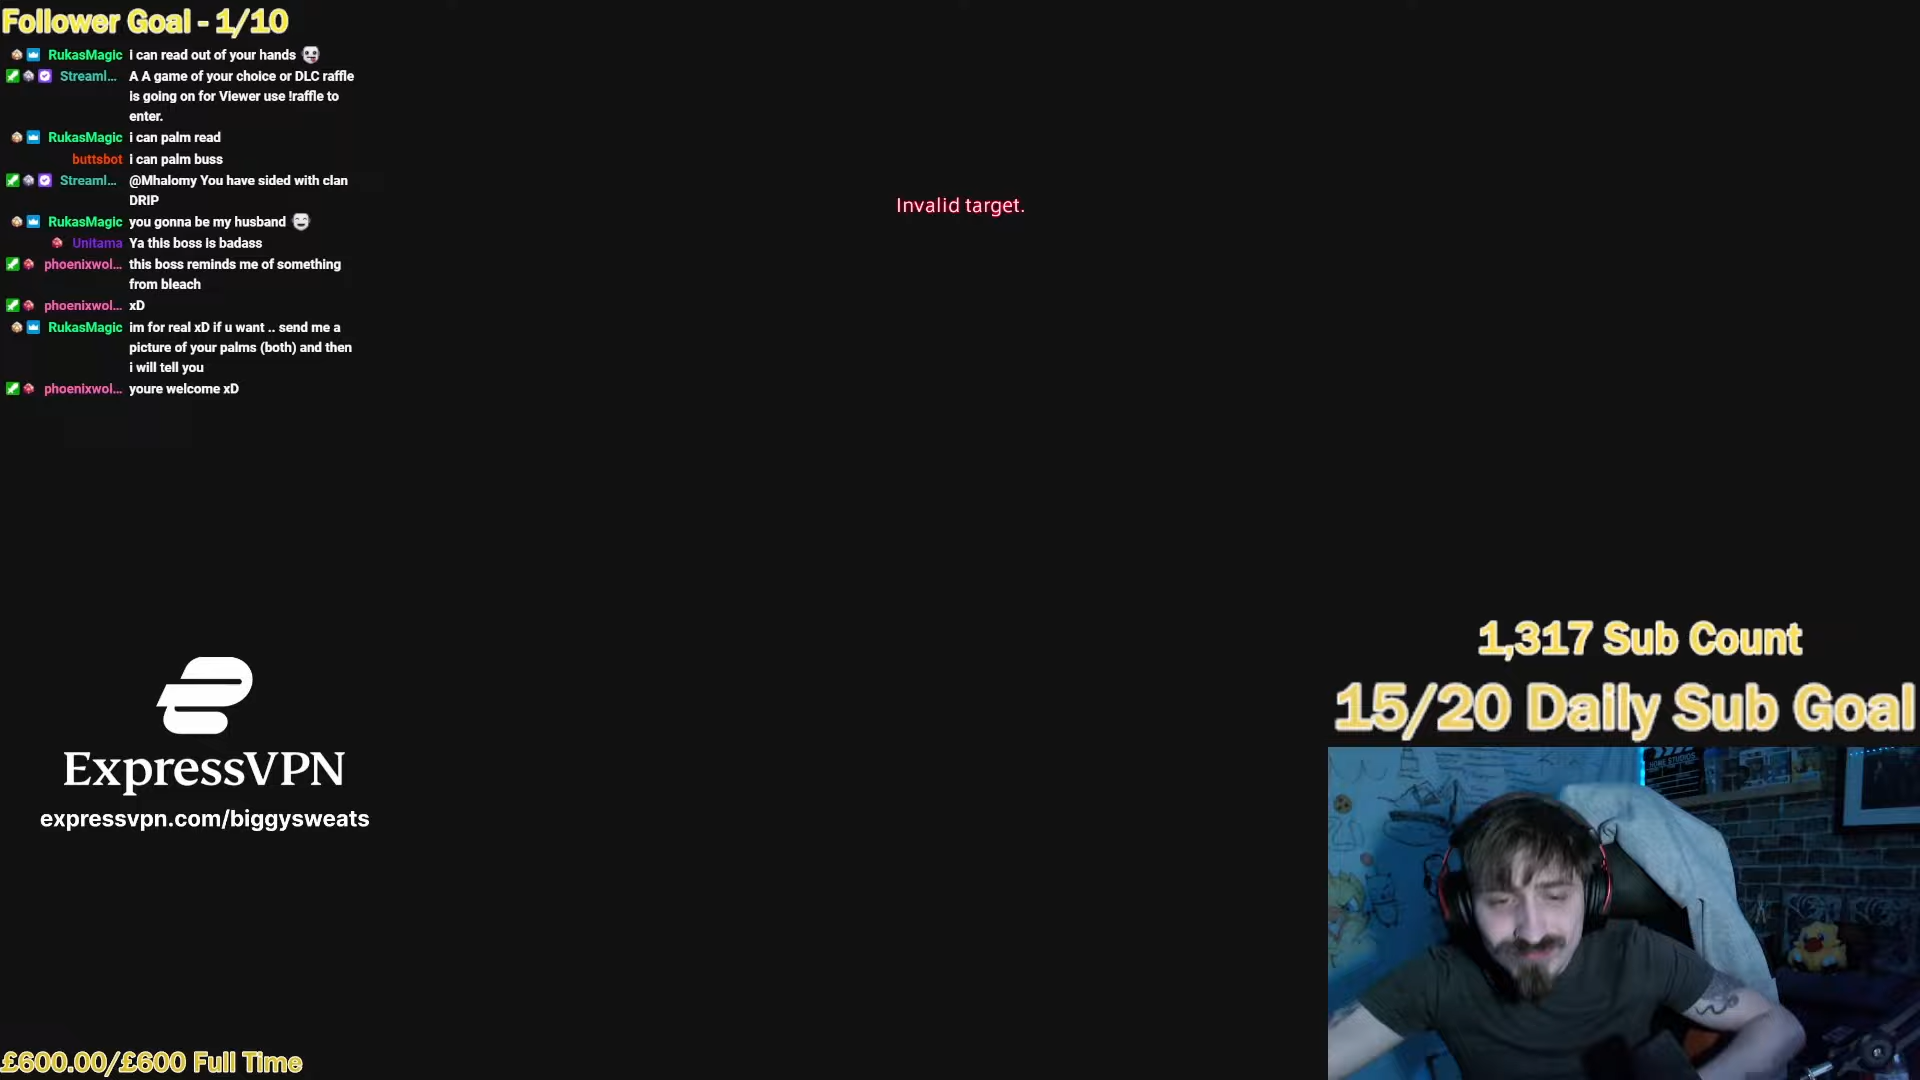 Follower Goal - 1/10
RukasMagic i can read out of your hands
Streaml... A A game of your choice or DLC raffle
is going on for Viewer use !raffle to
enter.
RukasMagic i can palm read
buttsbot i can palm buss
Streaml... @Mhalomy You have sided with clan
DRIP
RukasMagic you gonna be my husband
Unitama Ya this boss is badass
phoenixwol... this boss reminds me of something
from bleach
phoenixwol... xD
RukasMagic im for real xD if u want .. send me a
picture of your palms (both) and then
i will tell you
phoenixwol... youre welcome xD
Invalid target.
1,317 Sub Count
15/20 Daily Sub Goal
ExpressVPN
expressvpn.com/biggysweats
HOME STUDIOS
£600.00/£600 Full Time